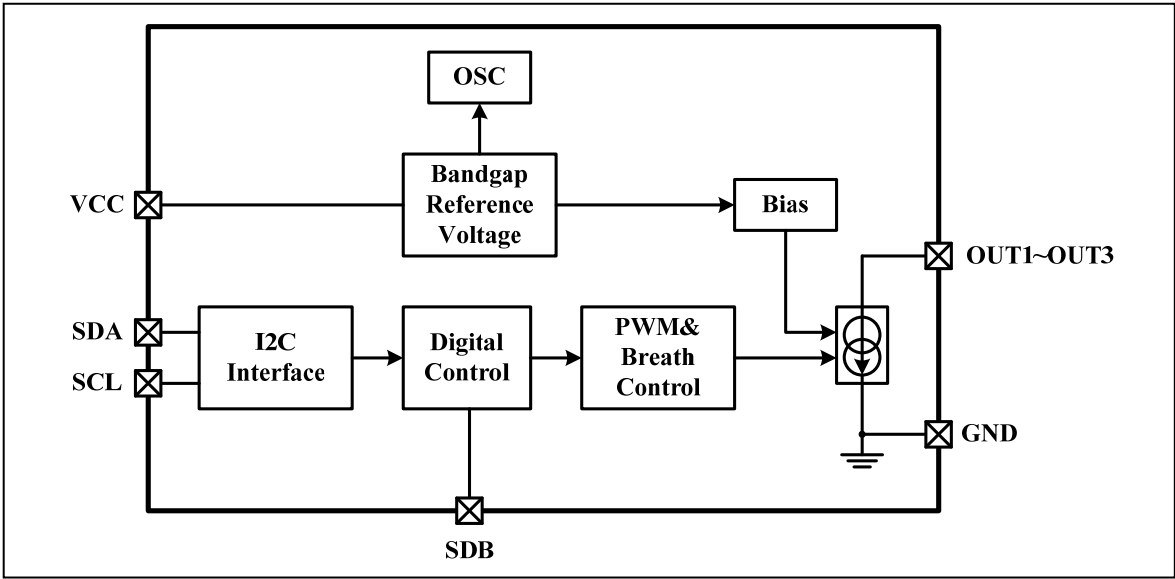 OSC
Bandgap
Reference
Voltage
VCC
Bias
OUT1~OUT3
SDA
SCL
I2C
Interface
Digital
Control
PWM&
Breath
Control
GND
SDB